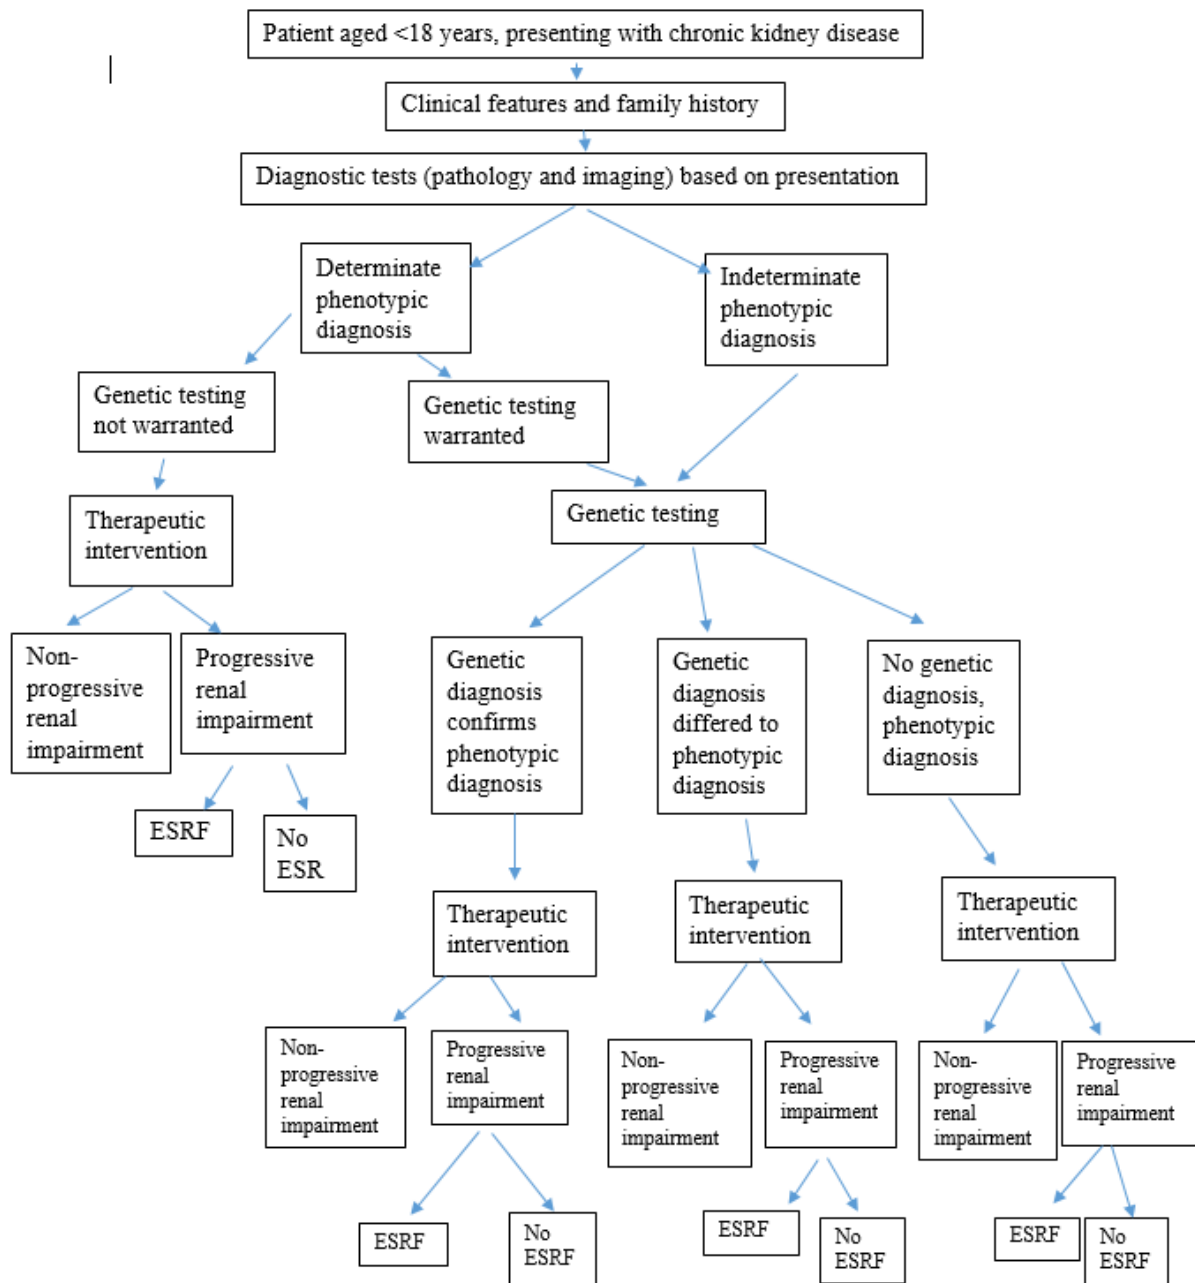 Patient aged <18 years, presenting with chronic kidney disease
Clinical features and family history
Diagnostic tests (pathology and imaging) based on presentation
Determinate
phenotypic
diagnosis
Indeterminate
phenotypic
diagnosis
Genetic testing
not warranted
Genetic testing
warranted
Therapeutic
intervention
Genetic testing
Non-
progressive
renal
impairment
Progressive
renal
impairment
Genetic
diagnosis
confirms
phenotypic
diagnosis
Genetic
diagnosis
differed to
phenotypic
diagnosis
No genetic
diagnosis,
phenotypic
diagnosis
ESRF
No
ESR
Therapeutic
intervention
Therapeutic
intervention
Therapeutic
intervention
Non-
progressive
renal
impairment
Progressive
renal
impairment
Non-
progressive
renal
impairment
Progressive
renal
impairment
Non-
progressive
renal
impairment
Progressive
renal
impairment
ESRF
No
ESRF
ESRF
No
ESRF
ESRF
No
ESRF